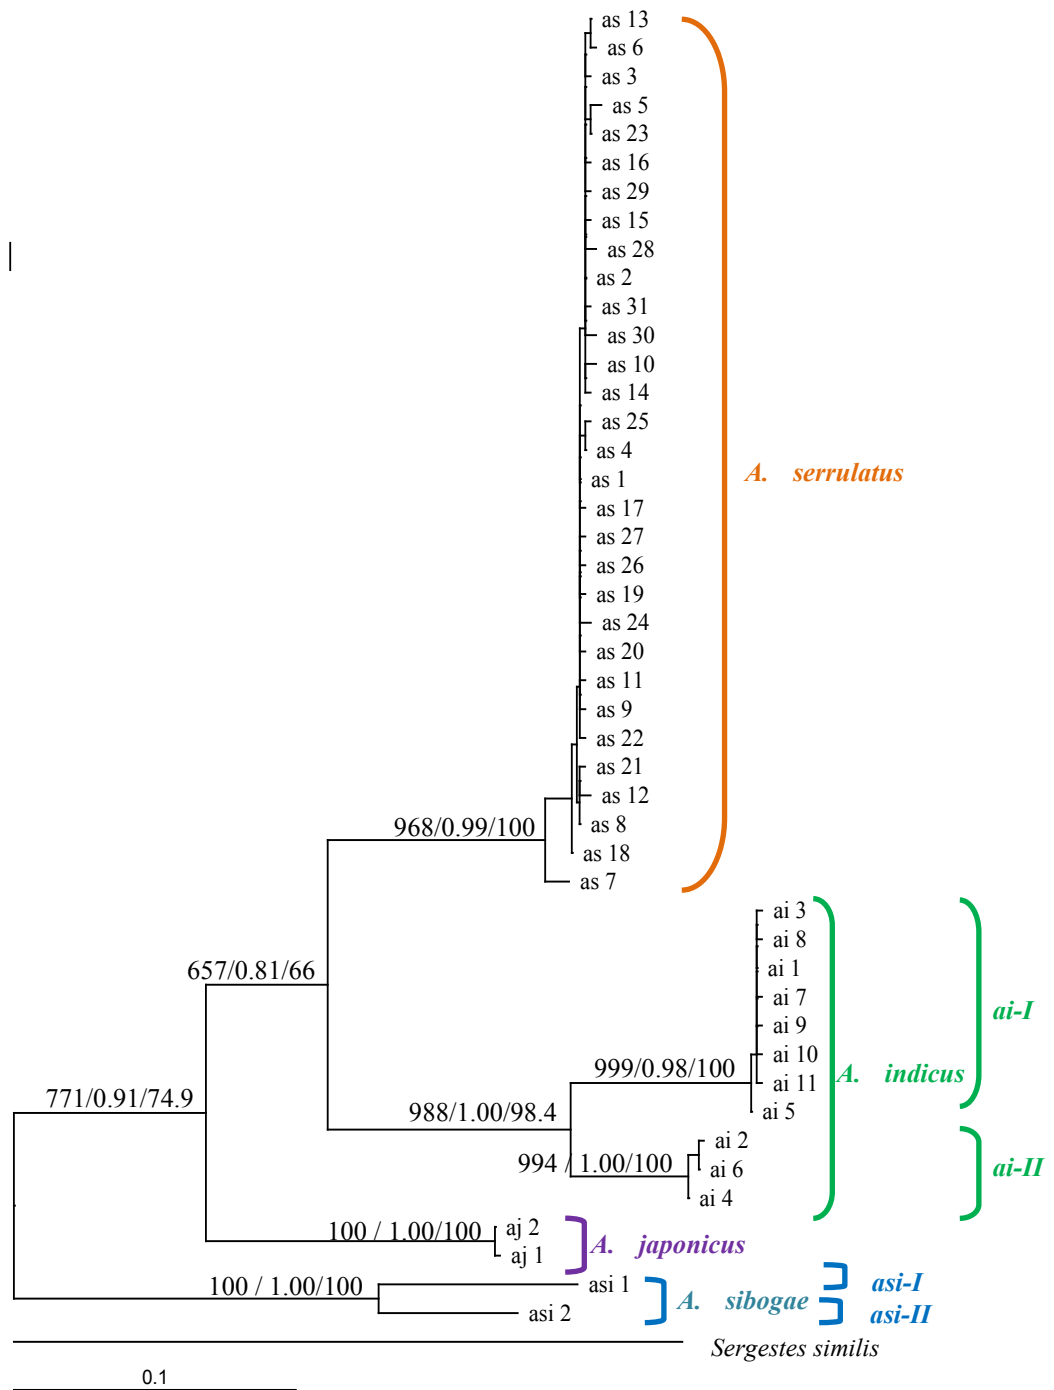 as 13
as 6
as 3
as 5
as 23
as 16
as 29
as 15
as 28
as 2
as 31
as 30
as 10
as 14
as 25
as 4
A. serrulatus
as 1
as 17
as 27
as 26
as 19
as 24
as 20
as 11
as 9
as 22
as 21
as 12
968/0.99/100
as 8
as 18
as 7
ai 3
ai 8
657/0.81/66
ai 1
ai 7
ai-I
ai 9
ai 10
999/0.98/100
ai 11
A. indicus
771/0.91/74.9
ai 5
988/1.00/98.4
ai 2
994 / 1.00/100
ai 6
ai-II
ai 4
100 / 1.00/100
aj 2
A. japonicus
aj 1
100 / 1.00/100
asi 1
asi-I
A. sibogae
asi 2
asi-II
Sergestes similis
0.1